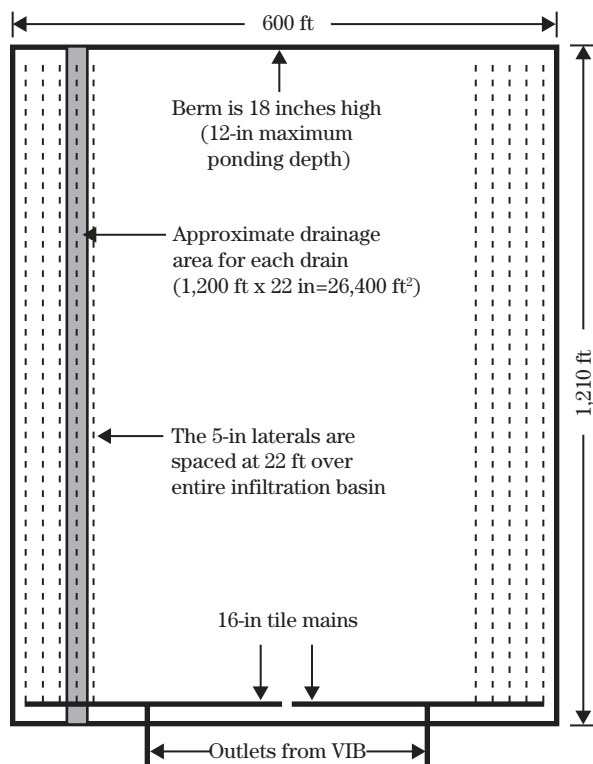 600 ft
Berm is 18 inches high
(12-in maximum
ponding depth)
Approximate drainage
area for each drain
(1,200 ft x 22 in=26,400 ft²)
1,210 ft
The 5-in laterals are
spaced at 22 ft over
entire infiltration basin
16-in tile mains
Outlets from VIB